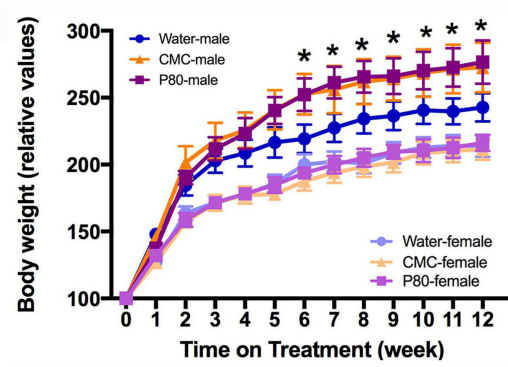 Body weight (relative values)
300
250
200
150
100
Water-male
CMC-male
P80-male
* * * * * * *
Water-female
CMC-female
P80-female
0 1 2 3 4 5 6 7 8 9 10 11 12
Time on Treatment (week)